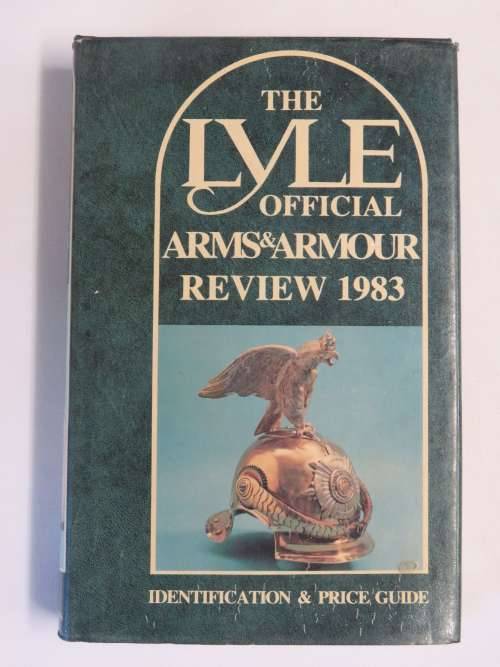 THE
LYLE
OFFICIAL
ARMS & ARMOUR
REVIEW 1983
IDENTIFICATION & PRICE GUIDE